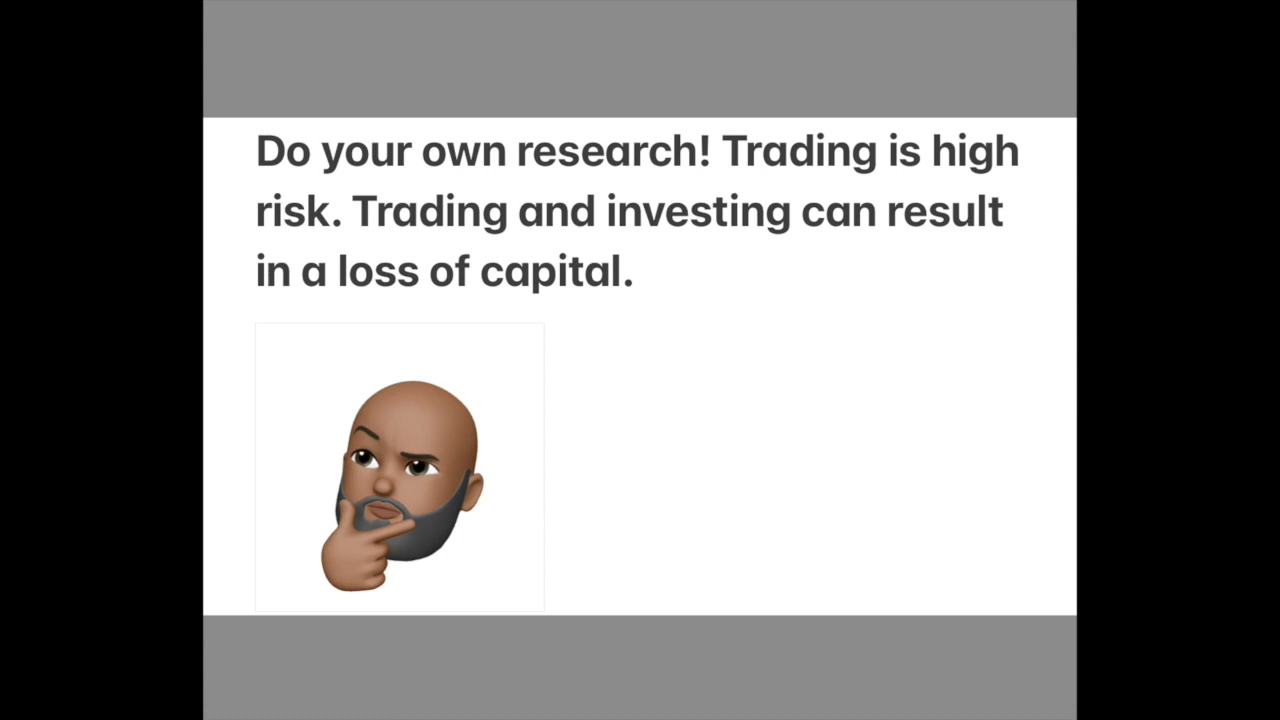 Do your own research! Trading is high
risk. Trading and investing can result
in a loss of capital.